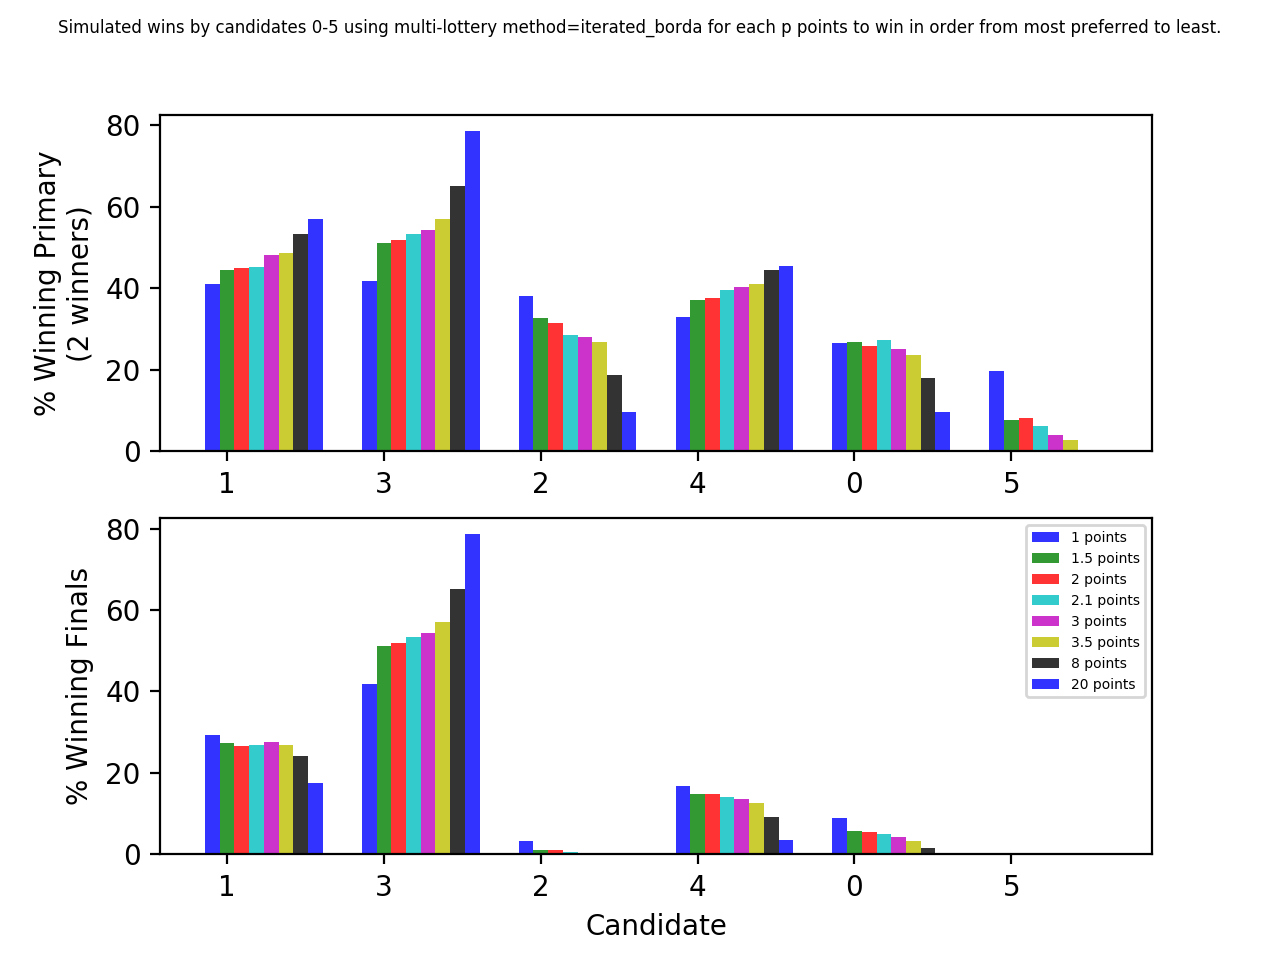 Simulated wins by candidates 0-5 using multi-lottery method=iterated_borda for each p points to win in order from most preferred to least.
% Winning Primary
(2 winners)
80
60
40
20
0
1 3 2 4 0 5
% Winning Finals
80
60
40
20
0
1 points
1.5 points
2 points
2.1 points
3 points
3.5 points
8 points
20 points
1 3 2 4 0 5
Candidate